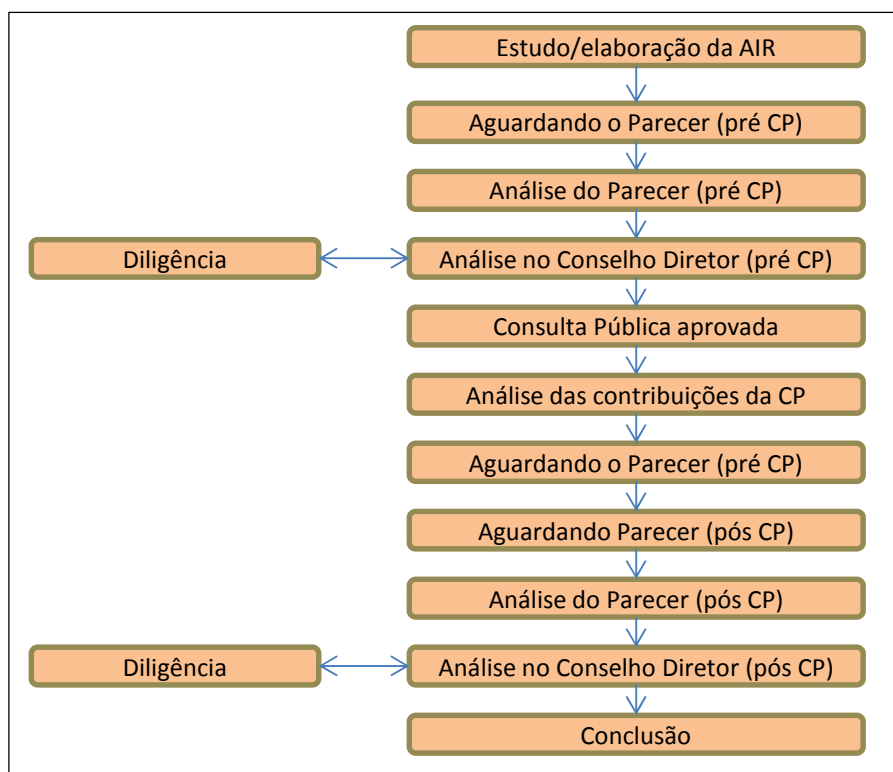 Estudo/elaboração da AIR
Aguardando o Parecer (pré CP)
Análise do Parecer (pré CP)
Diligência
Análise no Conselho Diretor (pré CP)
Consulta Pública aprovada
Análise das contribuições da CP
Aguardando o Parecer (pré CP)
Aguardando Parecer (pós CP)
Análise do Parecer (pós CP)
Diligência
Análise no Conselho Diretor (pós CP)
Conclusão